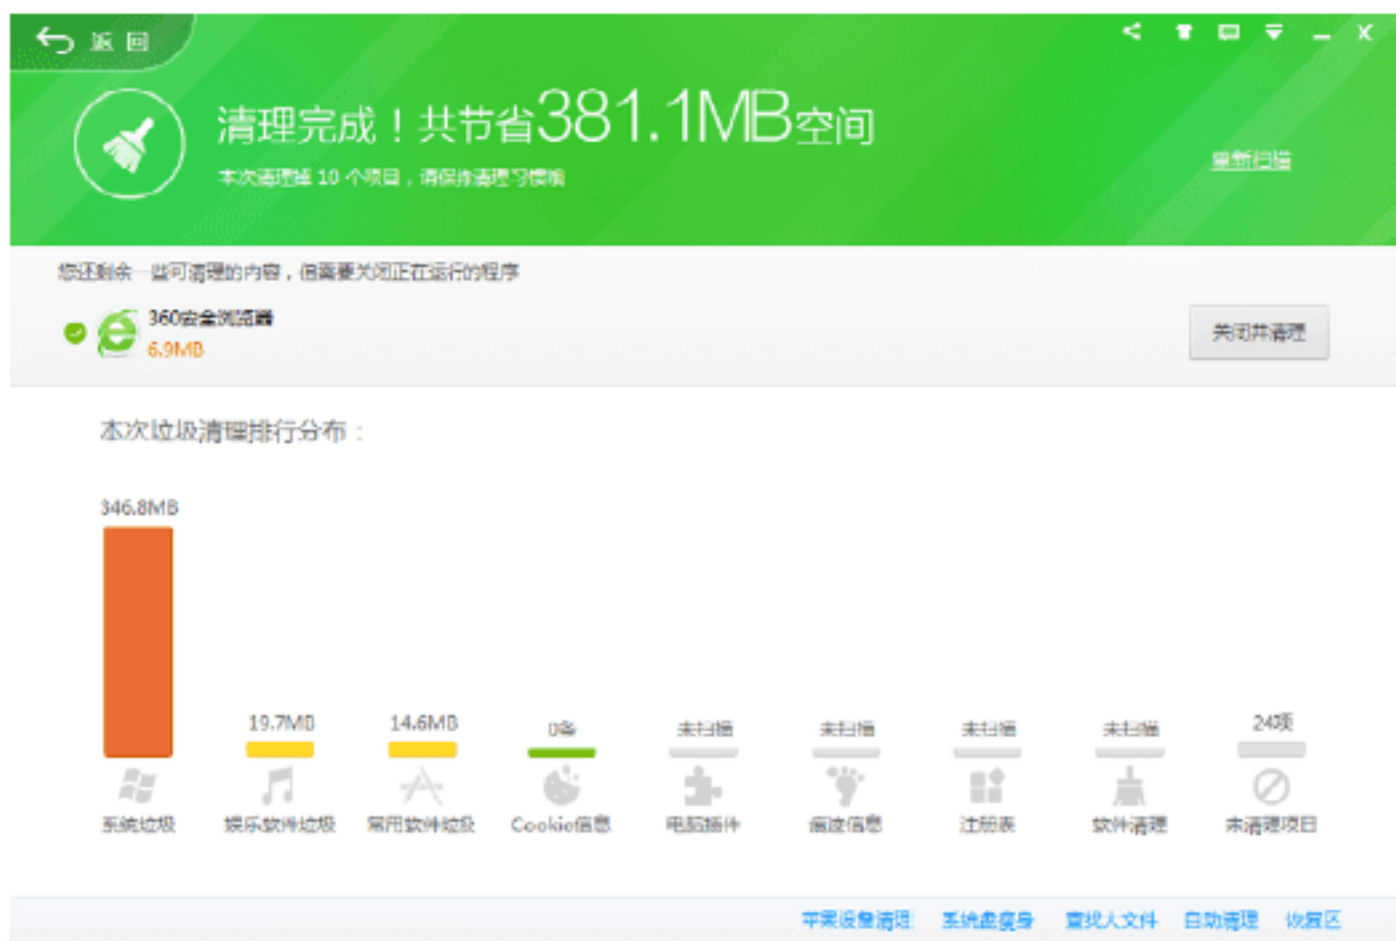 返回
清理完成！共节省381.1MB空间
本次清理掉 10 个项目，请保持清理习惯哦
重新扫描
您还剩余一些可清理的内容，但需要关闭正在运行的程序
360安全浏览器
6.9MB
关闭并清理
本次垃圾清理排行分布：
346.8MB
19.7MB 14.6MB 0条 未扫描 未扫描 未扫描 未扫描 24项
系统垃圾 娱乐软件垃圾 常用软件垃圾 Cookie信息 电脑插件 痕迹信息 注册表 软件清理 未清理项目
苹果设备清理 系统盘瘦身 查找大文件 自动清理 恢复区